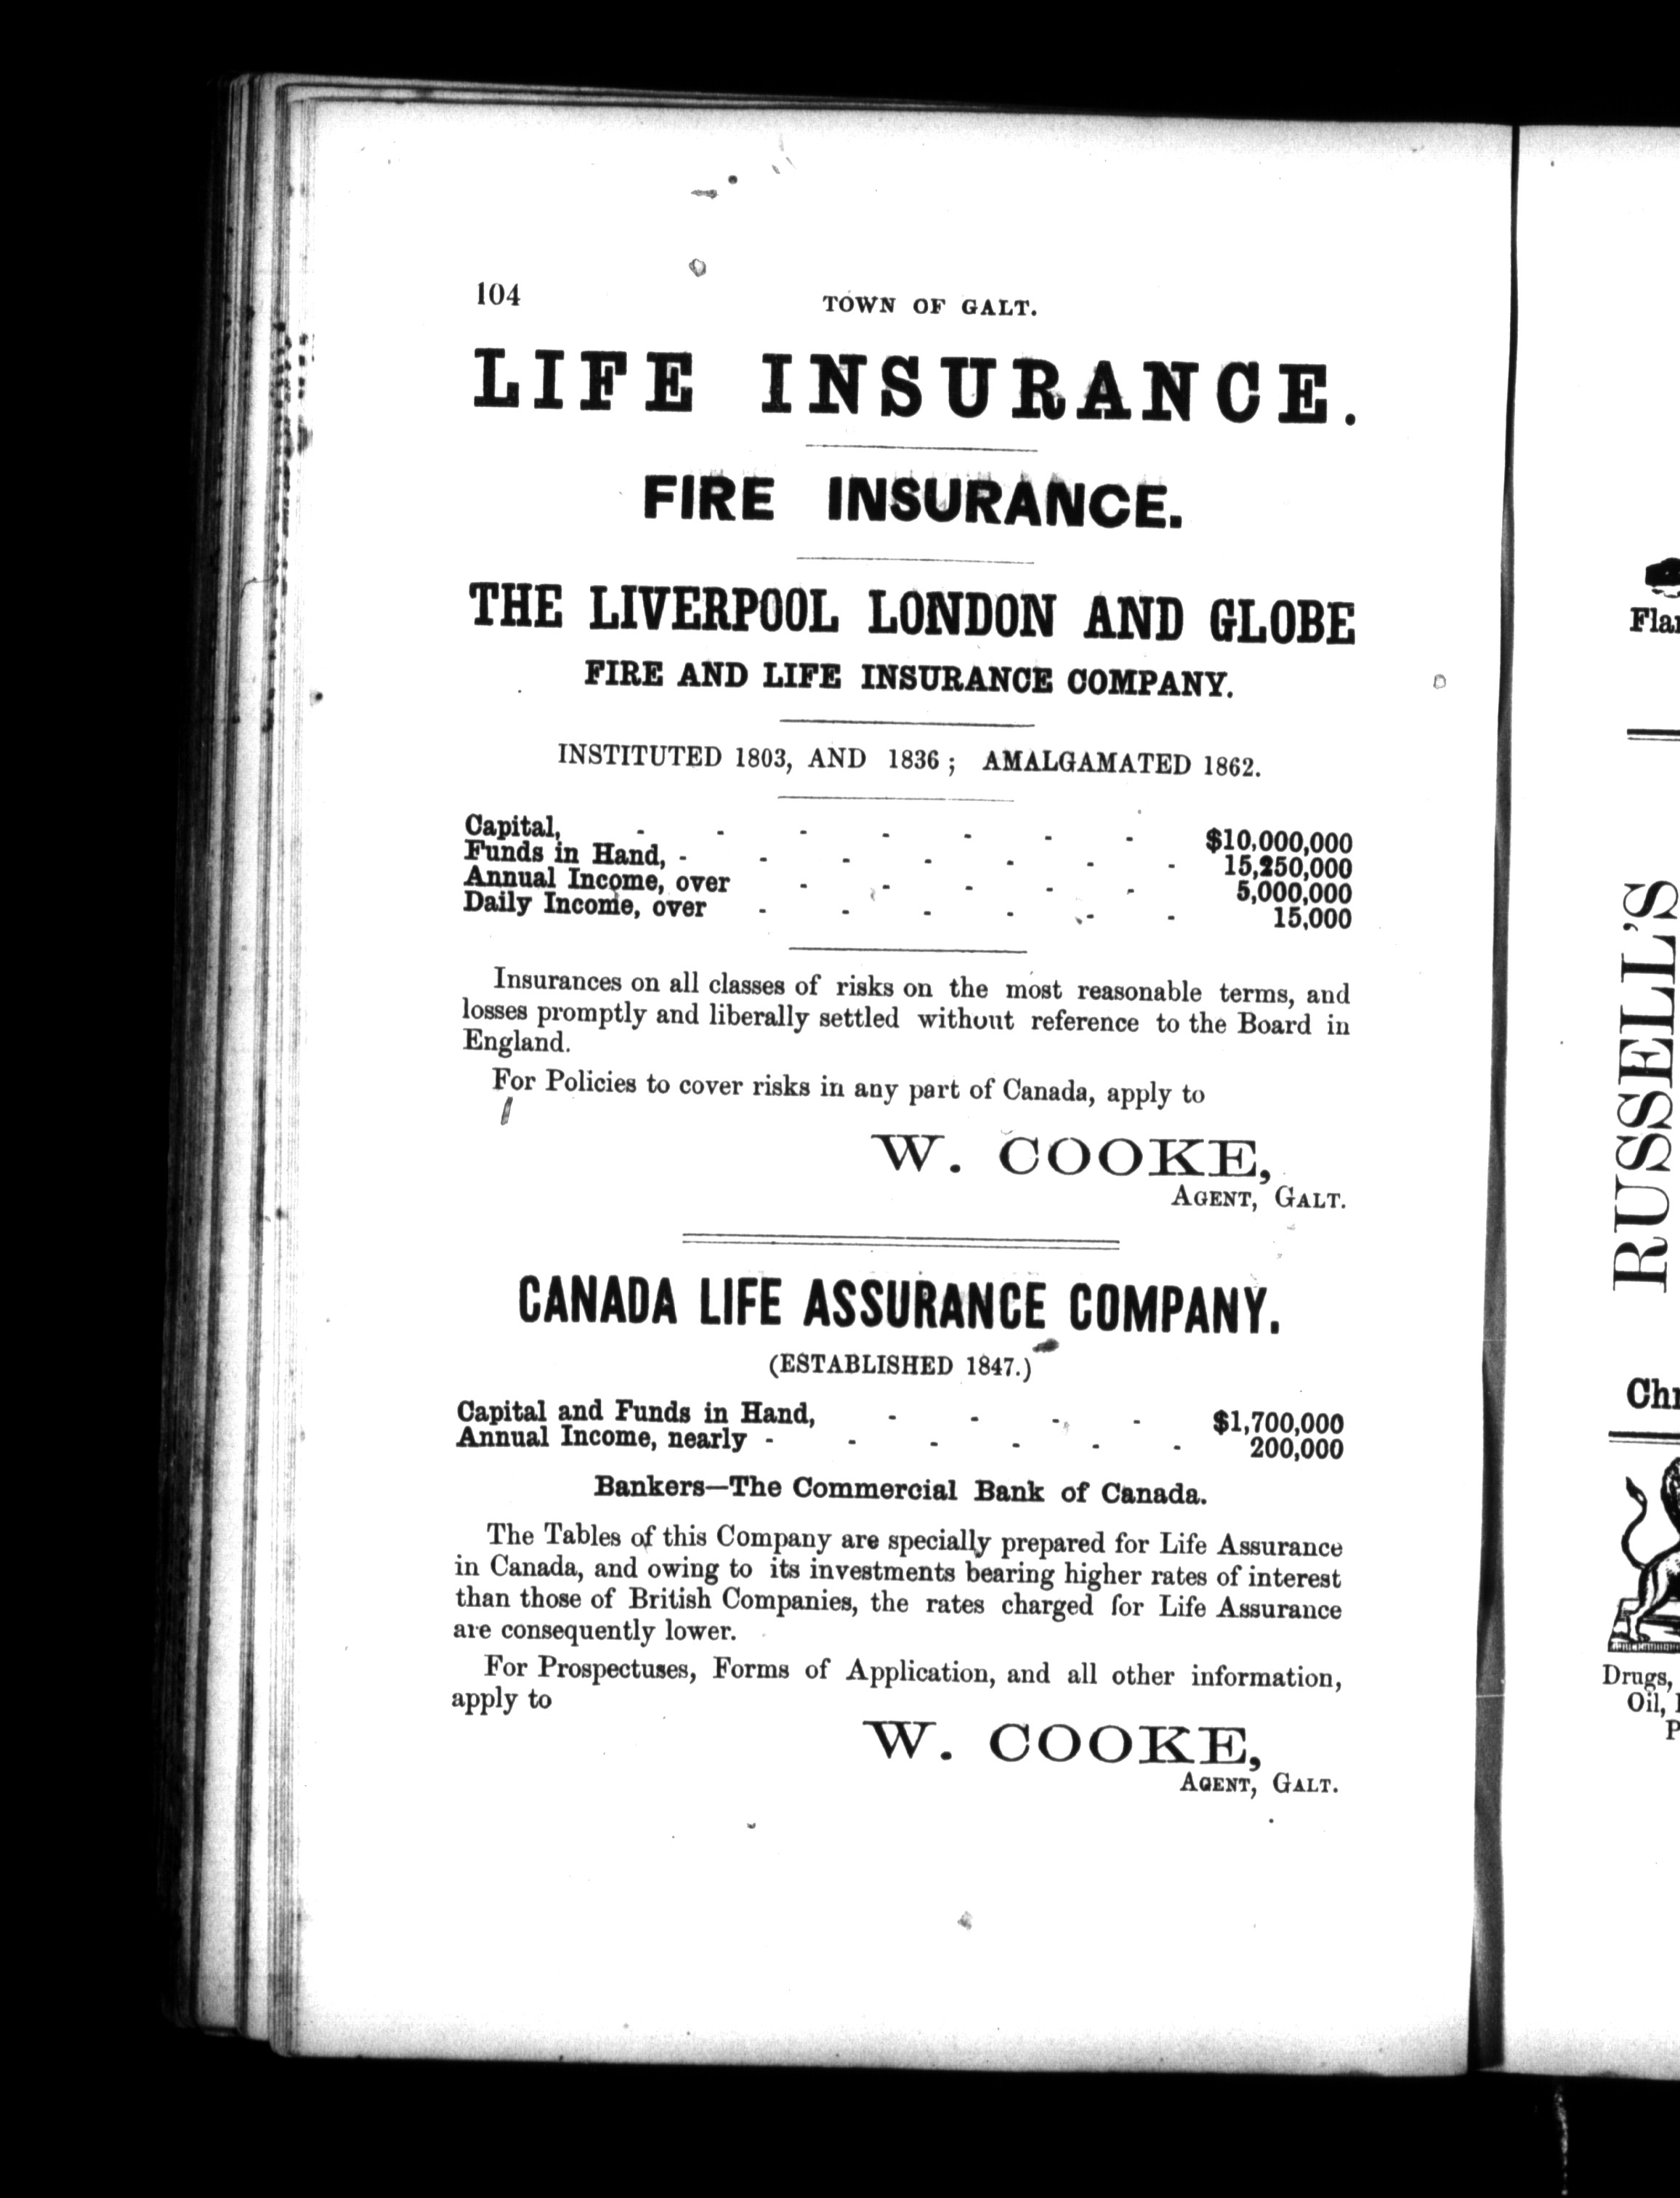 104
TOWN OF GALT.
LIFE INSURANCE.
FIRE INSURANCE.
THE LIVERPOOL LONDON AND GLOBE
FIRE AND LIFE INSURANCE COMPANY.
INSTITUTED 1803, AND 1836 ; AMALGAMATED 1862.
Capital, - - - - - - - $10,000,000
Funds in Hand, - - - - - - - 15,250,000
Annual Income, over - - - - - 5,000,000
Daily Income, over - - - - - - 15,000
Insurances on all classes of risks on the most reasonable terms, and
losses promptly and liberally settled without reference to the Board in
England.
For Policies to cover risks in any part of Canada, apply to
W. COOKE,
AGENT, GALT.
CANADA LIFE ASSURANCE COMPANY.
(ESTABLISHED 1847.)
Capital and Funds in Hand, - - - - $1,700,000
Annual Income, nearly - - - - - - 200,000
Bankers—The Commercial Bank of Canada.
The Tables of this Company are specially prepared for Life Assurance
in Canada, and owing to its investments bearing higher rates of interest
than those of British Companies, the rates charged for Life Assurance
are consequently lower.
For Prospectuses, Forms of Application, and all other information,
apply to
W. COOKE,
AGENT, GALT.
RUSSELL'S
Drugs,
Oil,